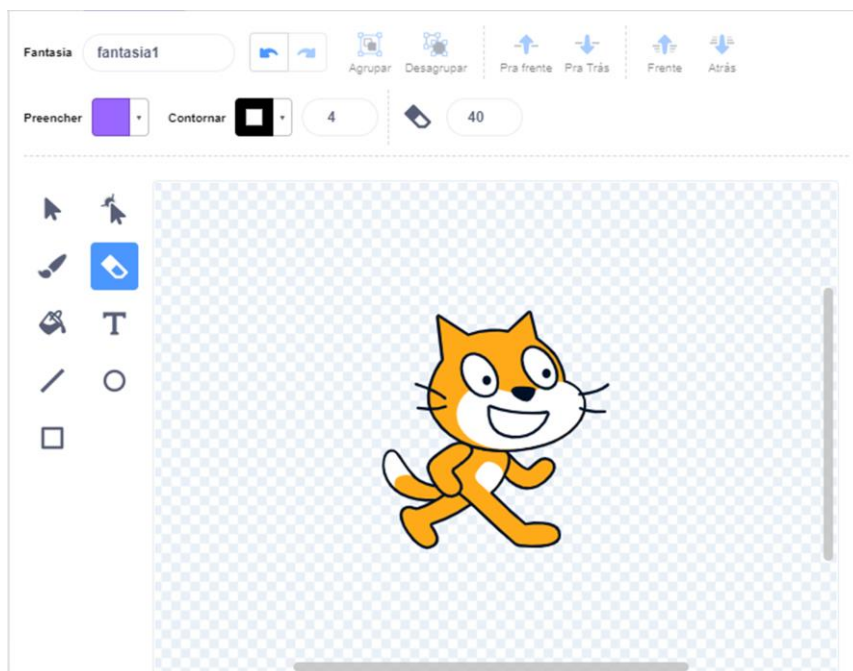 Fantasia fantasia1
Agrupar Desagrupar Pra frente Pra Trás Frente Atrás
Preencher Contornar 4 40
T